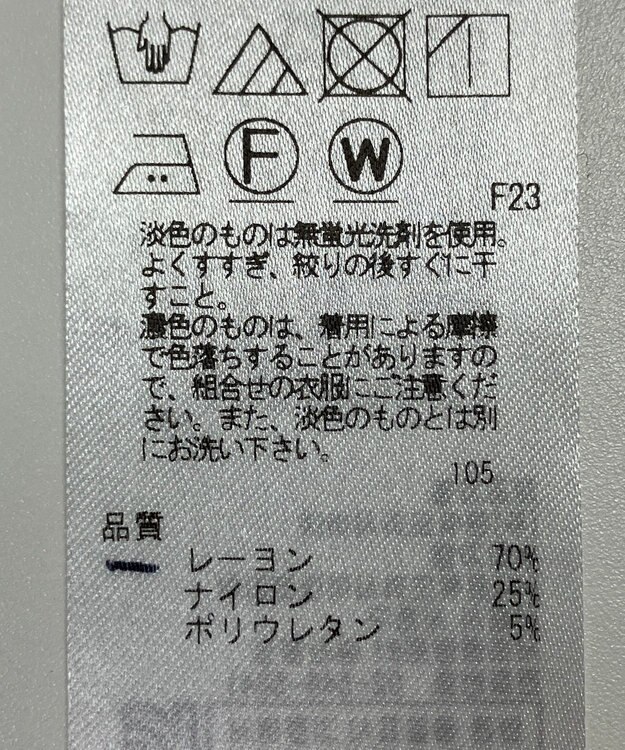 F W
F23
淡色のものは無蛍光洗剤を使用。
よくすすぎ、絞りの後すぐに干
すこと。
濃色のものは、着用による摩擦
で色落ちすることがありますの
で、組合せの衣服にご注意くだ
さい。また、淡色のものとは別
にお洗い下さい。
105
品質
レーヨン 70%
ナイロン 25%
ポリウレタン 5%